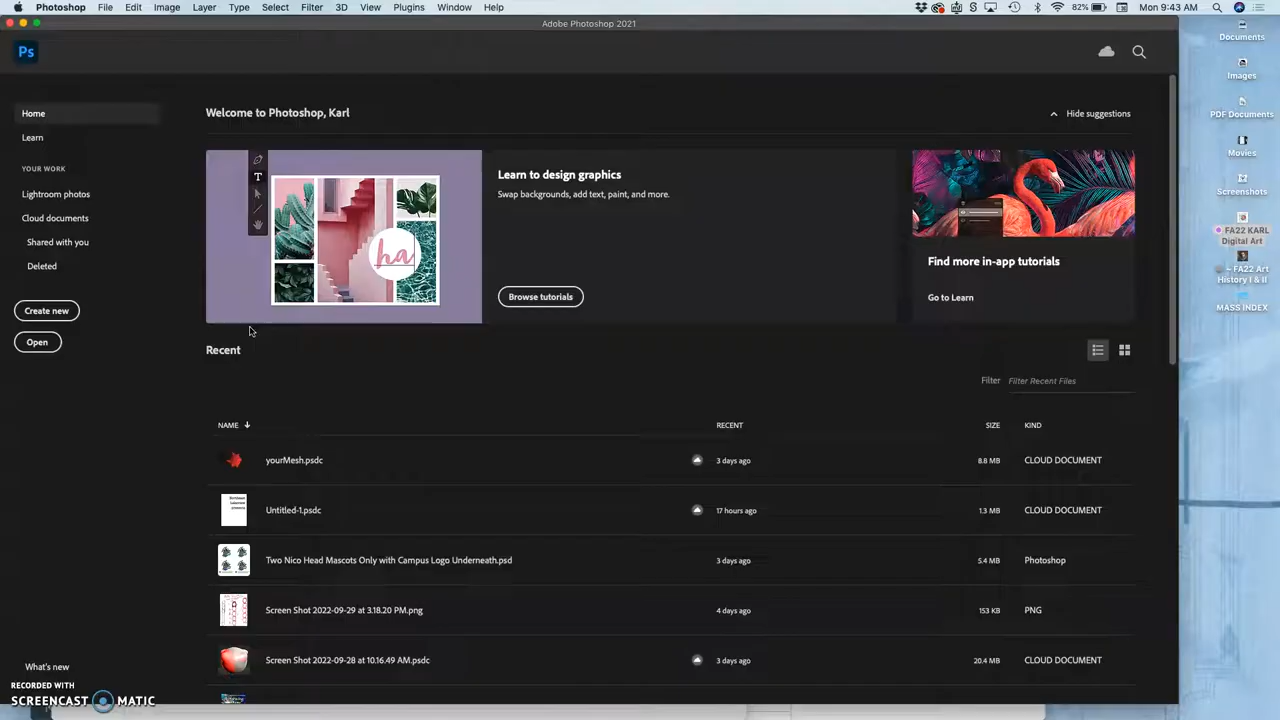 Photoshop File Edit Image Layer Type Select Filter 3D View Plugins Window Help 82% Mon 9:43 AM
Adobe Photoshop 2021
Ps
Home
Learn
YOUR WORK
Lightroom photos
Cloud documents
Shared with you
Deleted
Create new
Open
What's new
RECORDED WITH
SCREENCAST MATIC
Welcome to Photoshop, Karl
Hide suggestions
T
ha
Learn to design graphics
Swap backgrounds, add text, paint, and more.
Browse tutorials
Find more in-app tutorials
Go to Learn
Recent
Filter Filter Recent Files
NAME RECENT SIZE KIND
yourMesh.psdc 3 days ago 8.8 MB CLOUD DOCUMENT
Untitled-1.psdc 17 hours ago 1.3 MB CLOUD DOCUMENT
Two Nico Head Mascots Only with Campus Logo Underneath.psd 3 days ago 5.4 MB Photoshop
Screen Shot 2022-09-29 at 3.18.20 PM.png 4 days ago 153 KB PNG
Screen Shot 2022-09-28 at 10.16.49 AM.psdc 3 days ago 20.4 MB CLOUD DOCUMENT
Documents
Images
PDF Documents
Movies
Screenshots
FA22 KARL
Digital Art
~ FA22 Art
History I & II
MASS INDEX